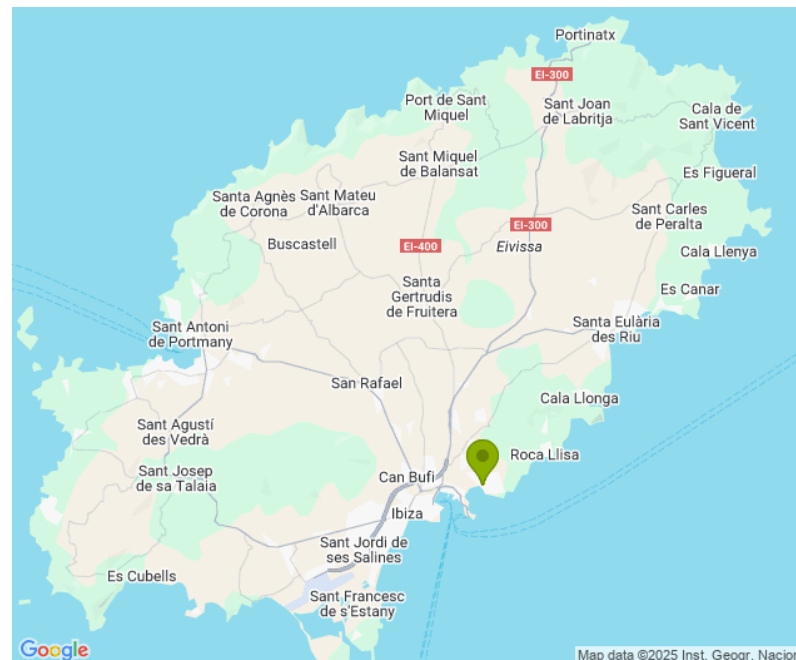 Portinatx
EI-300
Port de Sant
Miquel
Sant Joan
de Labritja
Cala de
Sant Vicent
Sant Miquel
de Balansat
Es Figueral
Santa Agnès
de Corona
Sant Mateu
d'Albarca
Sant Carles
de Peralta
EI-300
Buscastell
EI-400
Eivissa
Cala Llenya
Santa
Gertrudis
de Fruitera
Es Canar
Sant Antoni
de Portmany
Santa Eulària
des Riu
San Rafael
Cala Llonga
Sant Agustí
des Vedrà
Roca Llisa
Sant Josep
de sa Talaia
Can Bufi
Ibiza
Sant Jordi de
ses Salines
Es Cubells
Sant Francesc
de s'Estany
Google
Map data ©2025 Inst. Geogr. Nacion